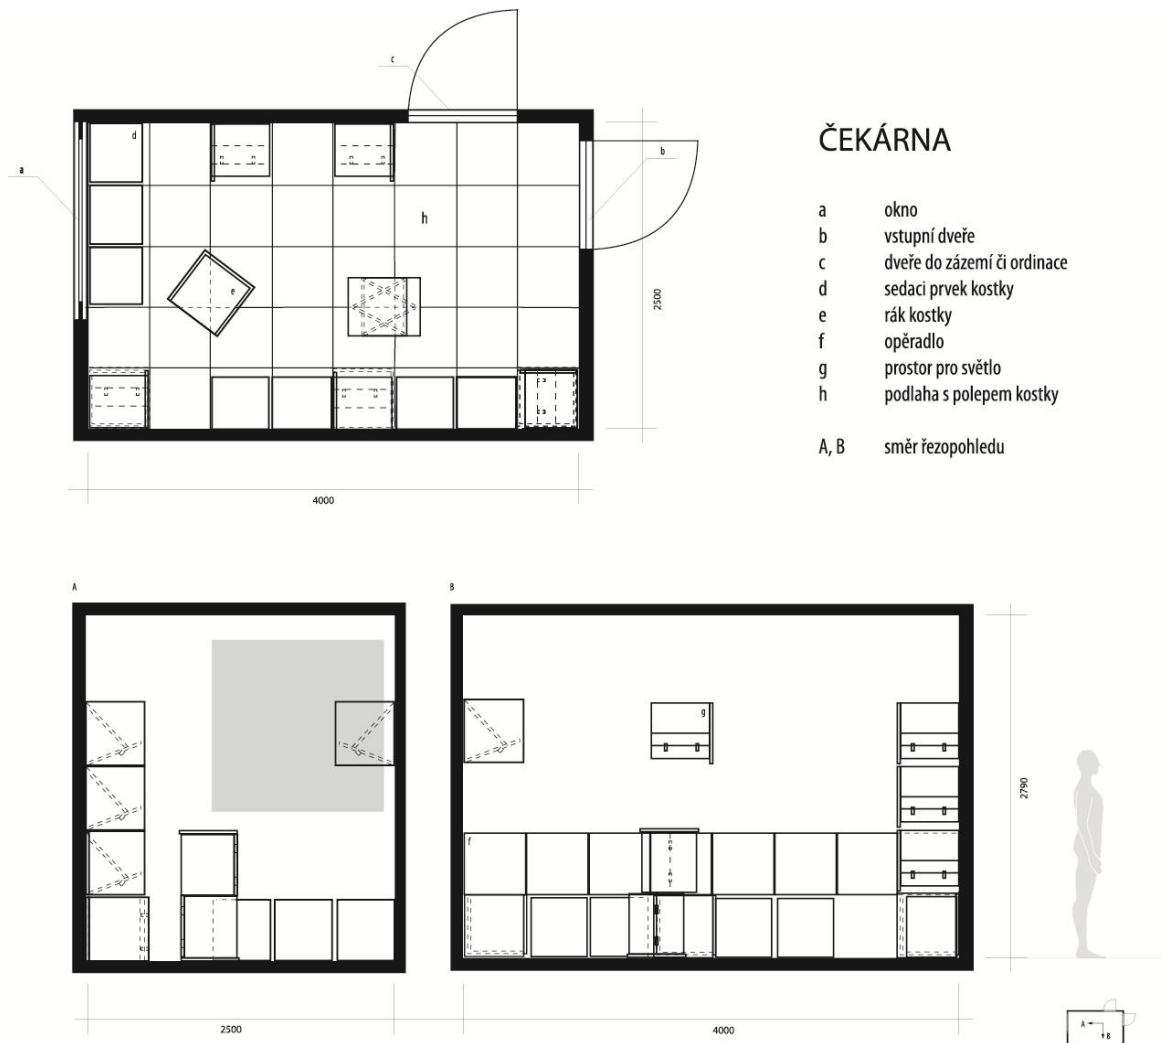 c
ČEKÁRNA
d
b
a
h
a okno
b vstupní dveře
c dveře do zázemí či ordinace
d sedaci prvek kostky
e rák kostky
f opěradlo
g prostor pro světlo
h podlaha s polepem kostky
A, B směr řezopohledu
e
2500
4000
A
B
g
f
2790
2500
4000
A
B